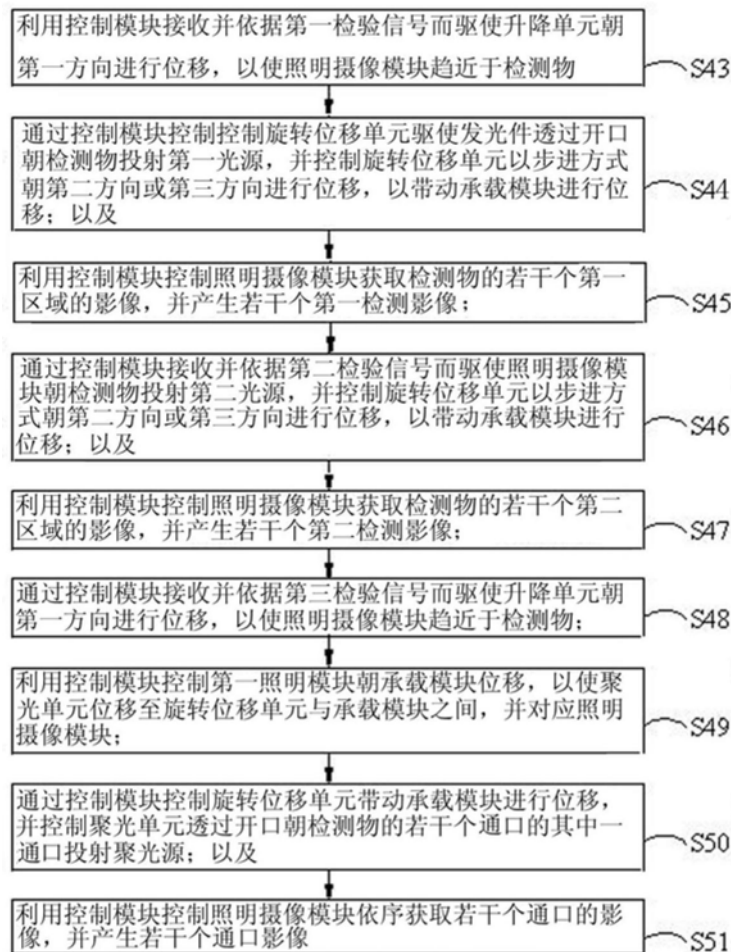 利用控制模块接收并依据第一检验信号而驱使升降单元朝
第一方向进行位移，以使照明摄像模块趋近于检测物
S43
通过控制模块控制控制旋转位移单元驱使发光件透过开口
朝检测物投射第一光源，并控制旋转位移单元以步进方式
朝第二方向或第三方向进行位移，以带动承载模块进行位
移；以及
S44
利用控制模块控制照明摄像模块获取检测物的若干个第一
区域的影像，并产生若干个第一检测影像；
S45
通过控制模块接收并依据第二检验信号而驱使照明摄像模
块朝检测物投射第二光源，并控制旋转位移单元以步进方
式朝第二方向或第三方向进行位移，以带动承载模块进行
位移；以及
S46
利用控制模块控制照明摄像模块获取检测物的若干个第二
区域的影像，并产生若干个第二检测影像；
S47
通过控制模块接收并依据第三检验信号而驱使升降单元朝
第一方向进行位移，以使照明摄像模块趋近于检测物；
S48
利用控制模块控制第一照明模块朝承载模块位移，以使聚
光单元位移至旋转位移单元与承载模块之间，并对应照明
摄像模块；
S49
通过控制模块控制旋转位移单元带动承载模块进行位移，
并控制聚光单元透过开口朝检测物的若干个通口的其中一
通口投射聚光源；以及
S50
利用控制模块控制照明摄像模块依序获取若干个通口的影
像，并产生若干个通口影像
S51